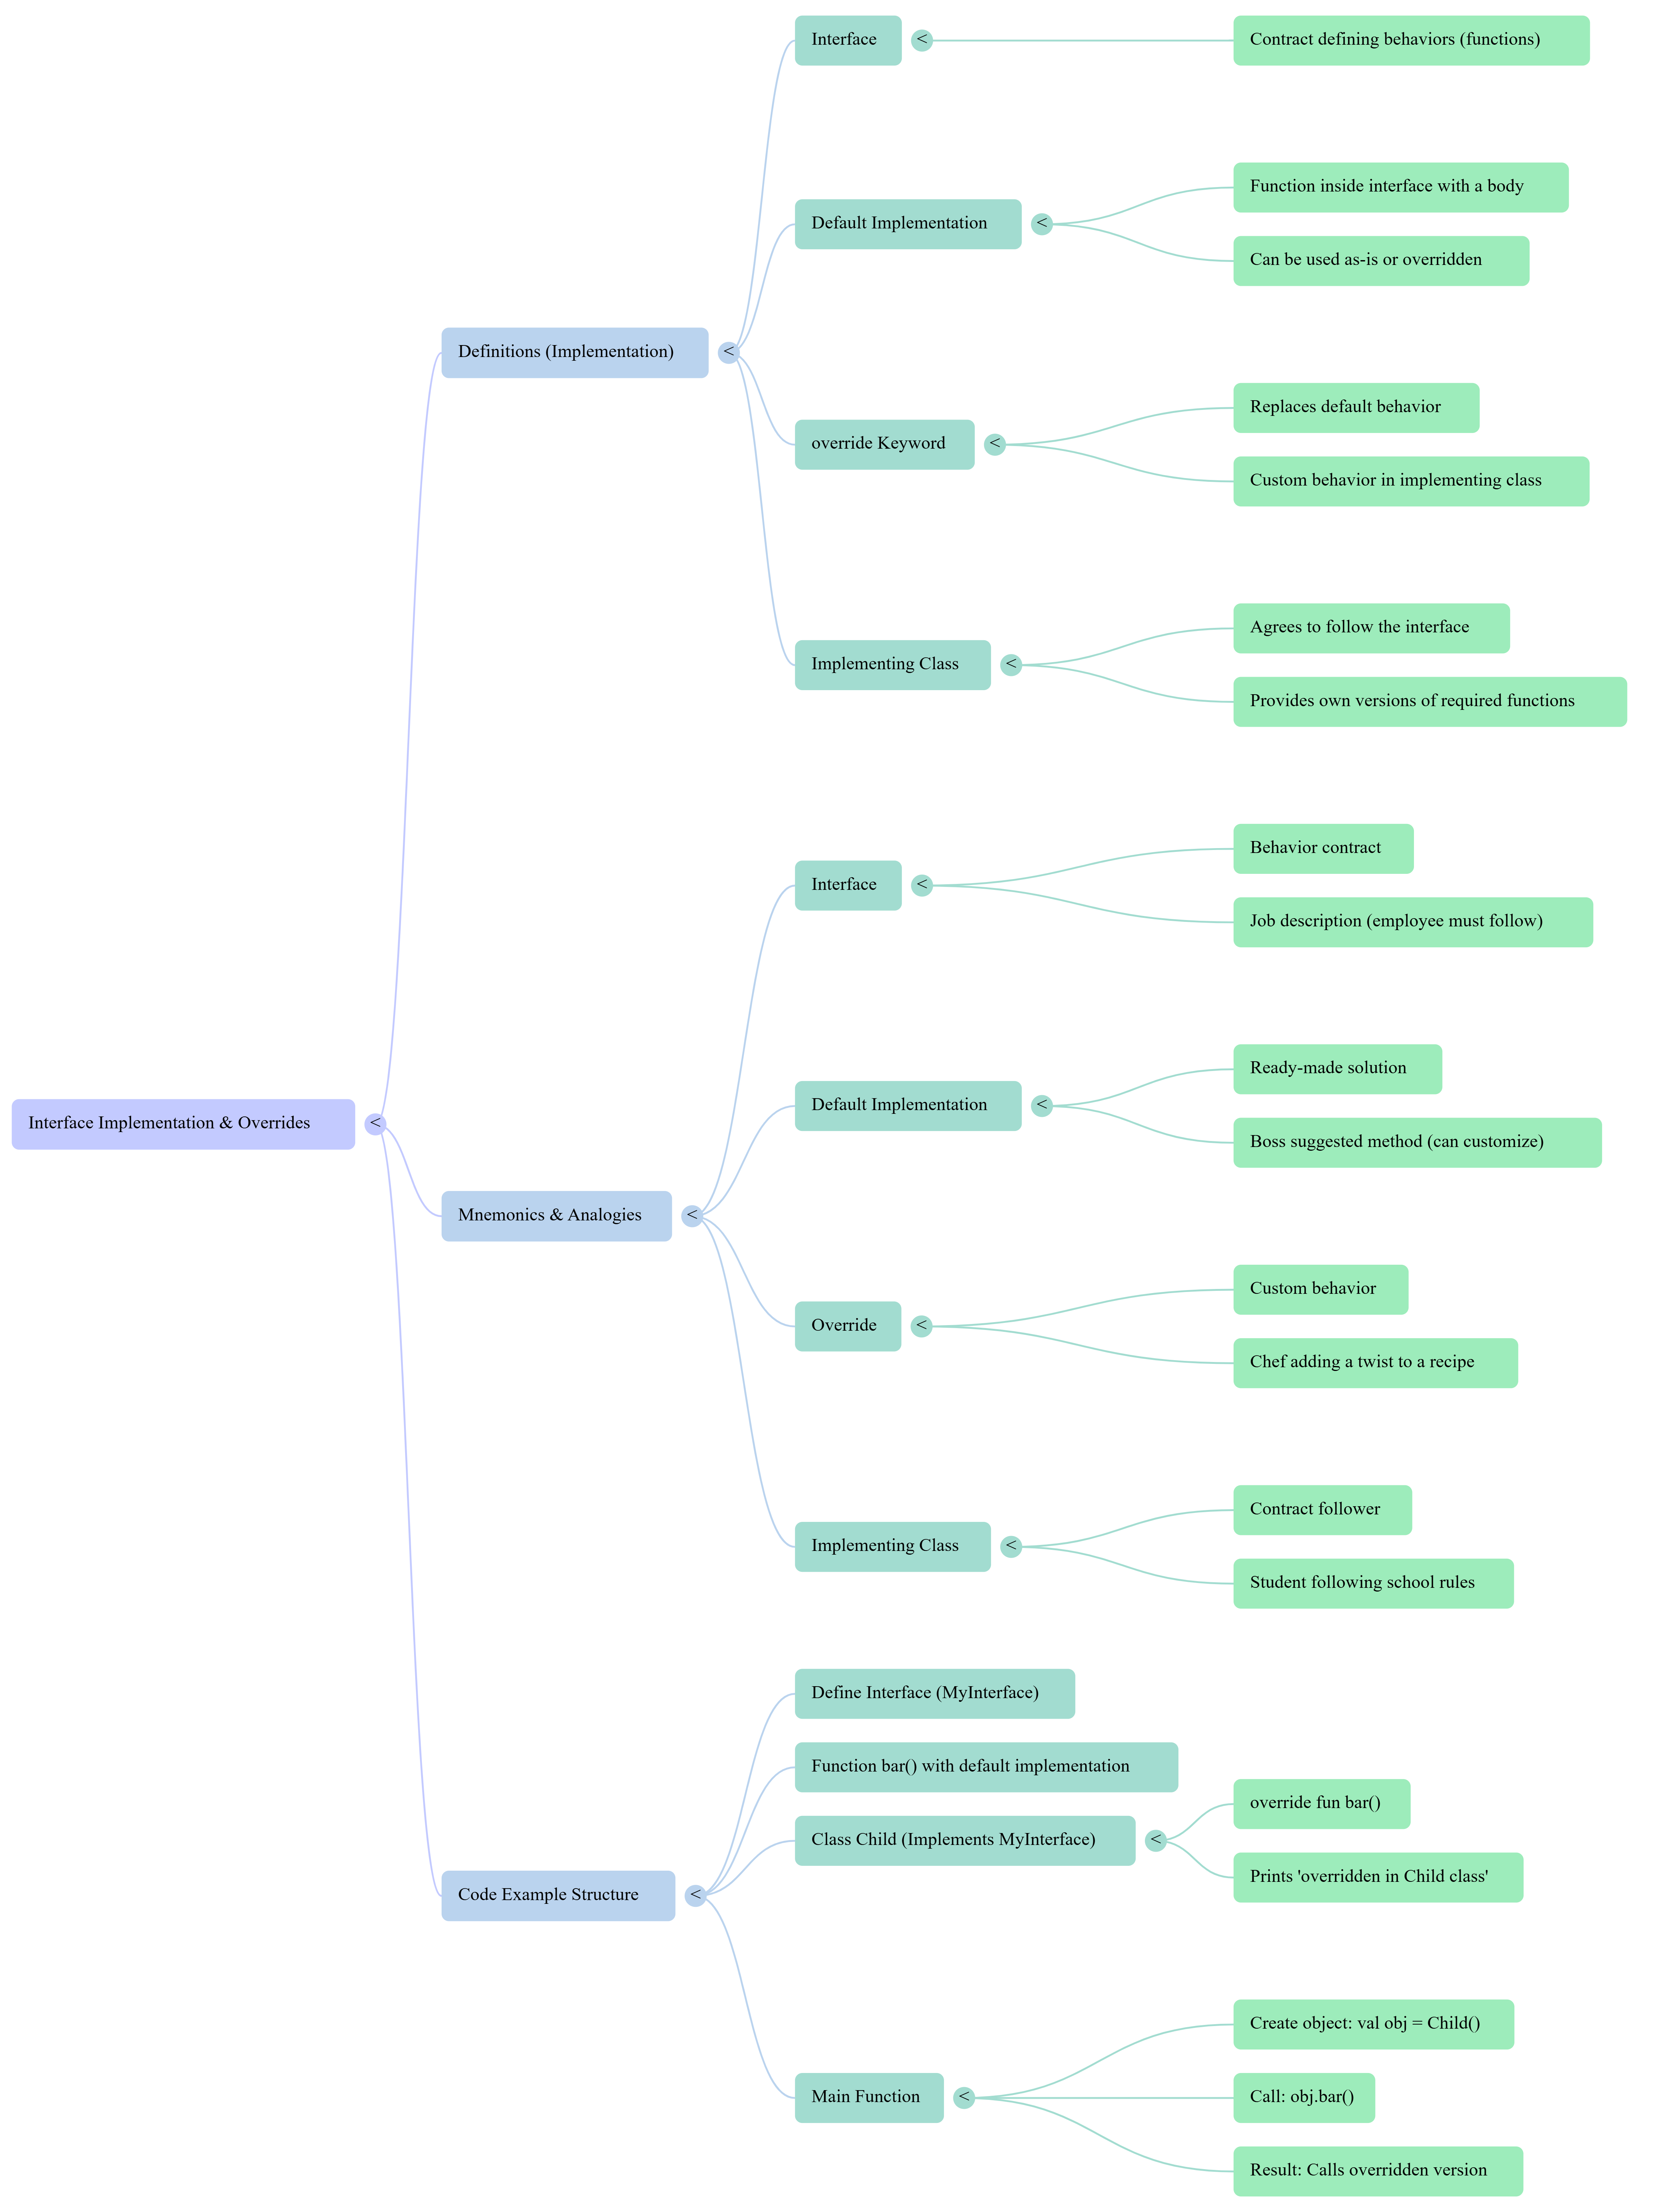 Interface Implementation & Overrides
<
Definitions (Implementation)
<
Interface
<
Contract defining behaviors (functions)
Default Implementation
<
Function inside interface with a body
Can be used as-is or overridden
override Keyword
<
Replaces default behavior
Custom behavior in implementing class
Implementing Class
<
Agrees to follow the interface
Provides own versions of required functions
Mnemonics & Analogies
<
Interface
<
Behavior contract
Job description (employee must follow)
Default Implementation
<
Ready-made solution
Boss suggested method (can customize)
Override
<
Custom behavior
Chef adding a twist to a recipe
Implementing Class
<
Contract follower
Student following school rules
Code Example Structure
<
Define Interface (MyInterface)
Function bar() with default implementation
Class Child (Implements MyInterface)
<
override fun bar()
Prints 'overridden in Child class'
Main Function
<
Create object: val obj = Child()
Call: obj.bar()
Result: Calls overridden version